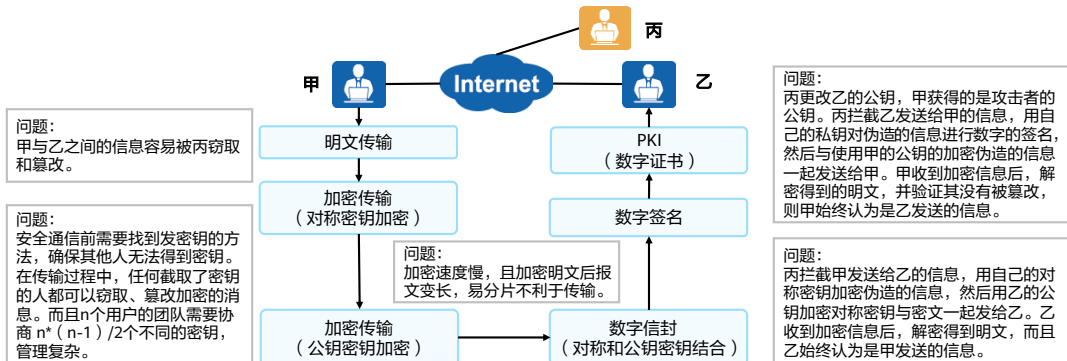 丙
甲
Internet
乙
问题：
甲与乙之间的信息容易被丙窃取
和篡改。
问题：
安全通信前需要找到发密钥的方
法，确保其他人无法得到密钥。
在传输过程中，任何截取了密钥
的人都可以窃取、篡改加密的消
息。而且n个用户的团队需要协
商 n*（n-1）/2个不同的密钥，
管理复杂。
明文传输
加密传输
（对称密钥加密）
加密传输
（公钥密钥加密）
问题：
加密速度慢，且加密明文后报
文变长，易分片不利于传输。
PKI
（数字证书）
数字签名
数字信封
（对称和公钥密钥结合）
问题：
丙更改乙的公钥，甲获得的是攻击者的
公钥。丙拦截乙发送给甲的信息，用自
己的私钥对伪造的信息进行数字的签名，
然后与使用甲的公钥的加密伪造的信息
一起发送给甲。甲收到加密信息后，解
密得到的明文，并验证其没有被篡改，
则甲始终认为是乙发送的信息。
问题：
丙拦截甲发送给乙的信息，用自己的对
称密钥加密伪造的信息，然后用乙的公
钥加密对称密钥与密文一起发给乙。乙
收到加密信息后，解密得到明文，而且
乙始终认为是甲发送的信息。